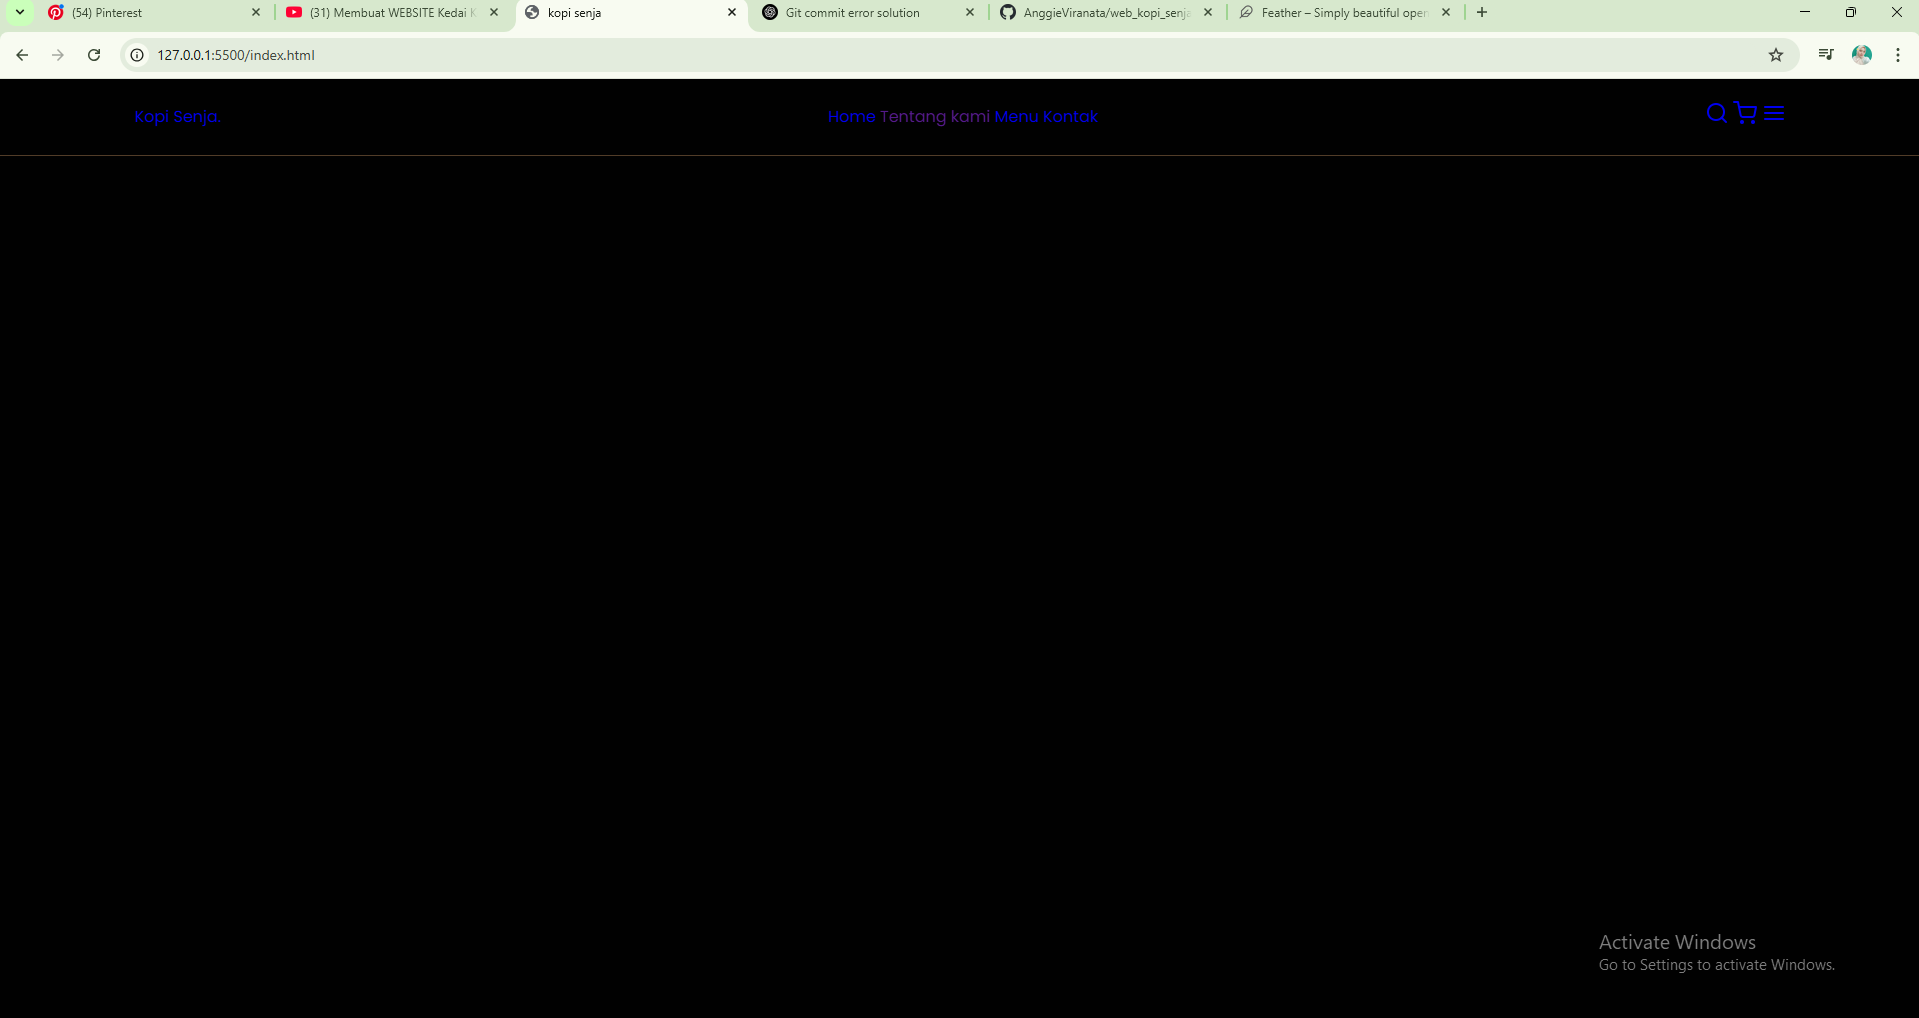 (54) Pinterest
(31) Membuat WEBSITE Kedai K
kopi senja
Git commit error solution
AnggieViranata/web_kopi_senja
Feather – Simply beautiful open
127.0.0.1:5500/index.html
Kopi Senja.
Home Tentang kami Menu Kontak
Activate Windows
Go to Settings to activate Windows.